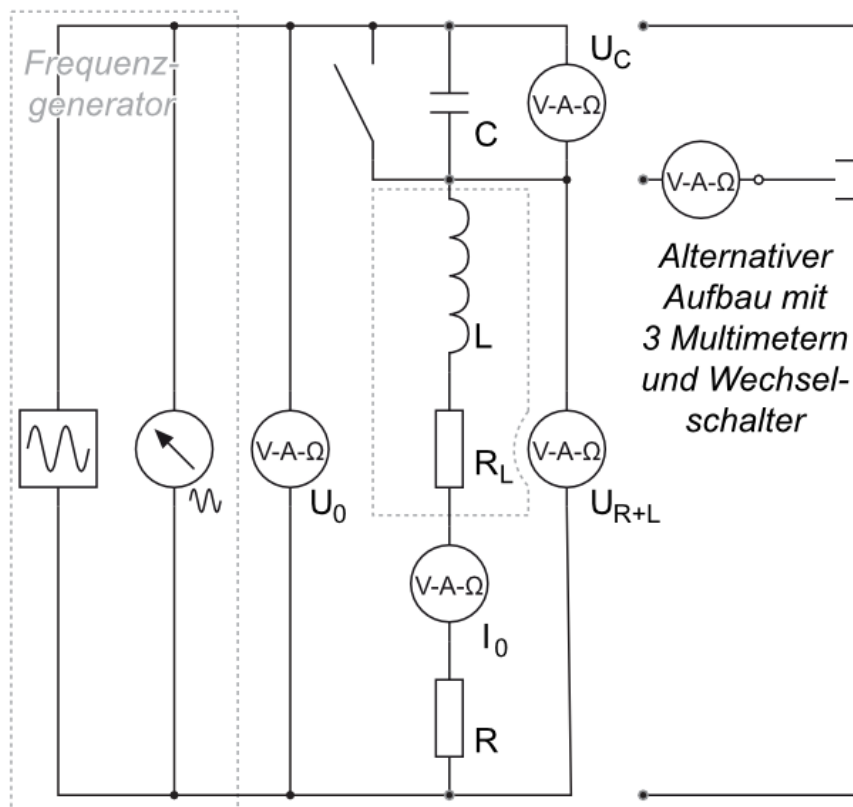 Frequenz-
generator
U_C
V-A-Ω
C
V-A-Ω
Alternativer
Aufbau mit
3 Multimetern
und Wechsel-
schalter
L
V-A-Ω
U_0
R_L
V-A-Ω
U_R+L
V-A-Ω
I_0
R